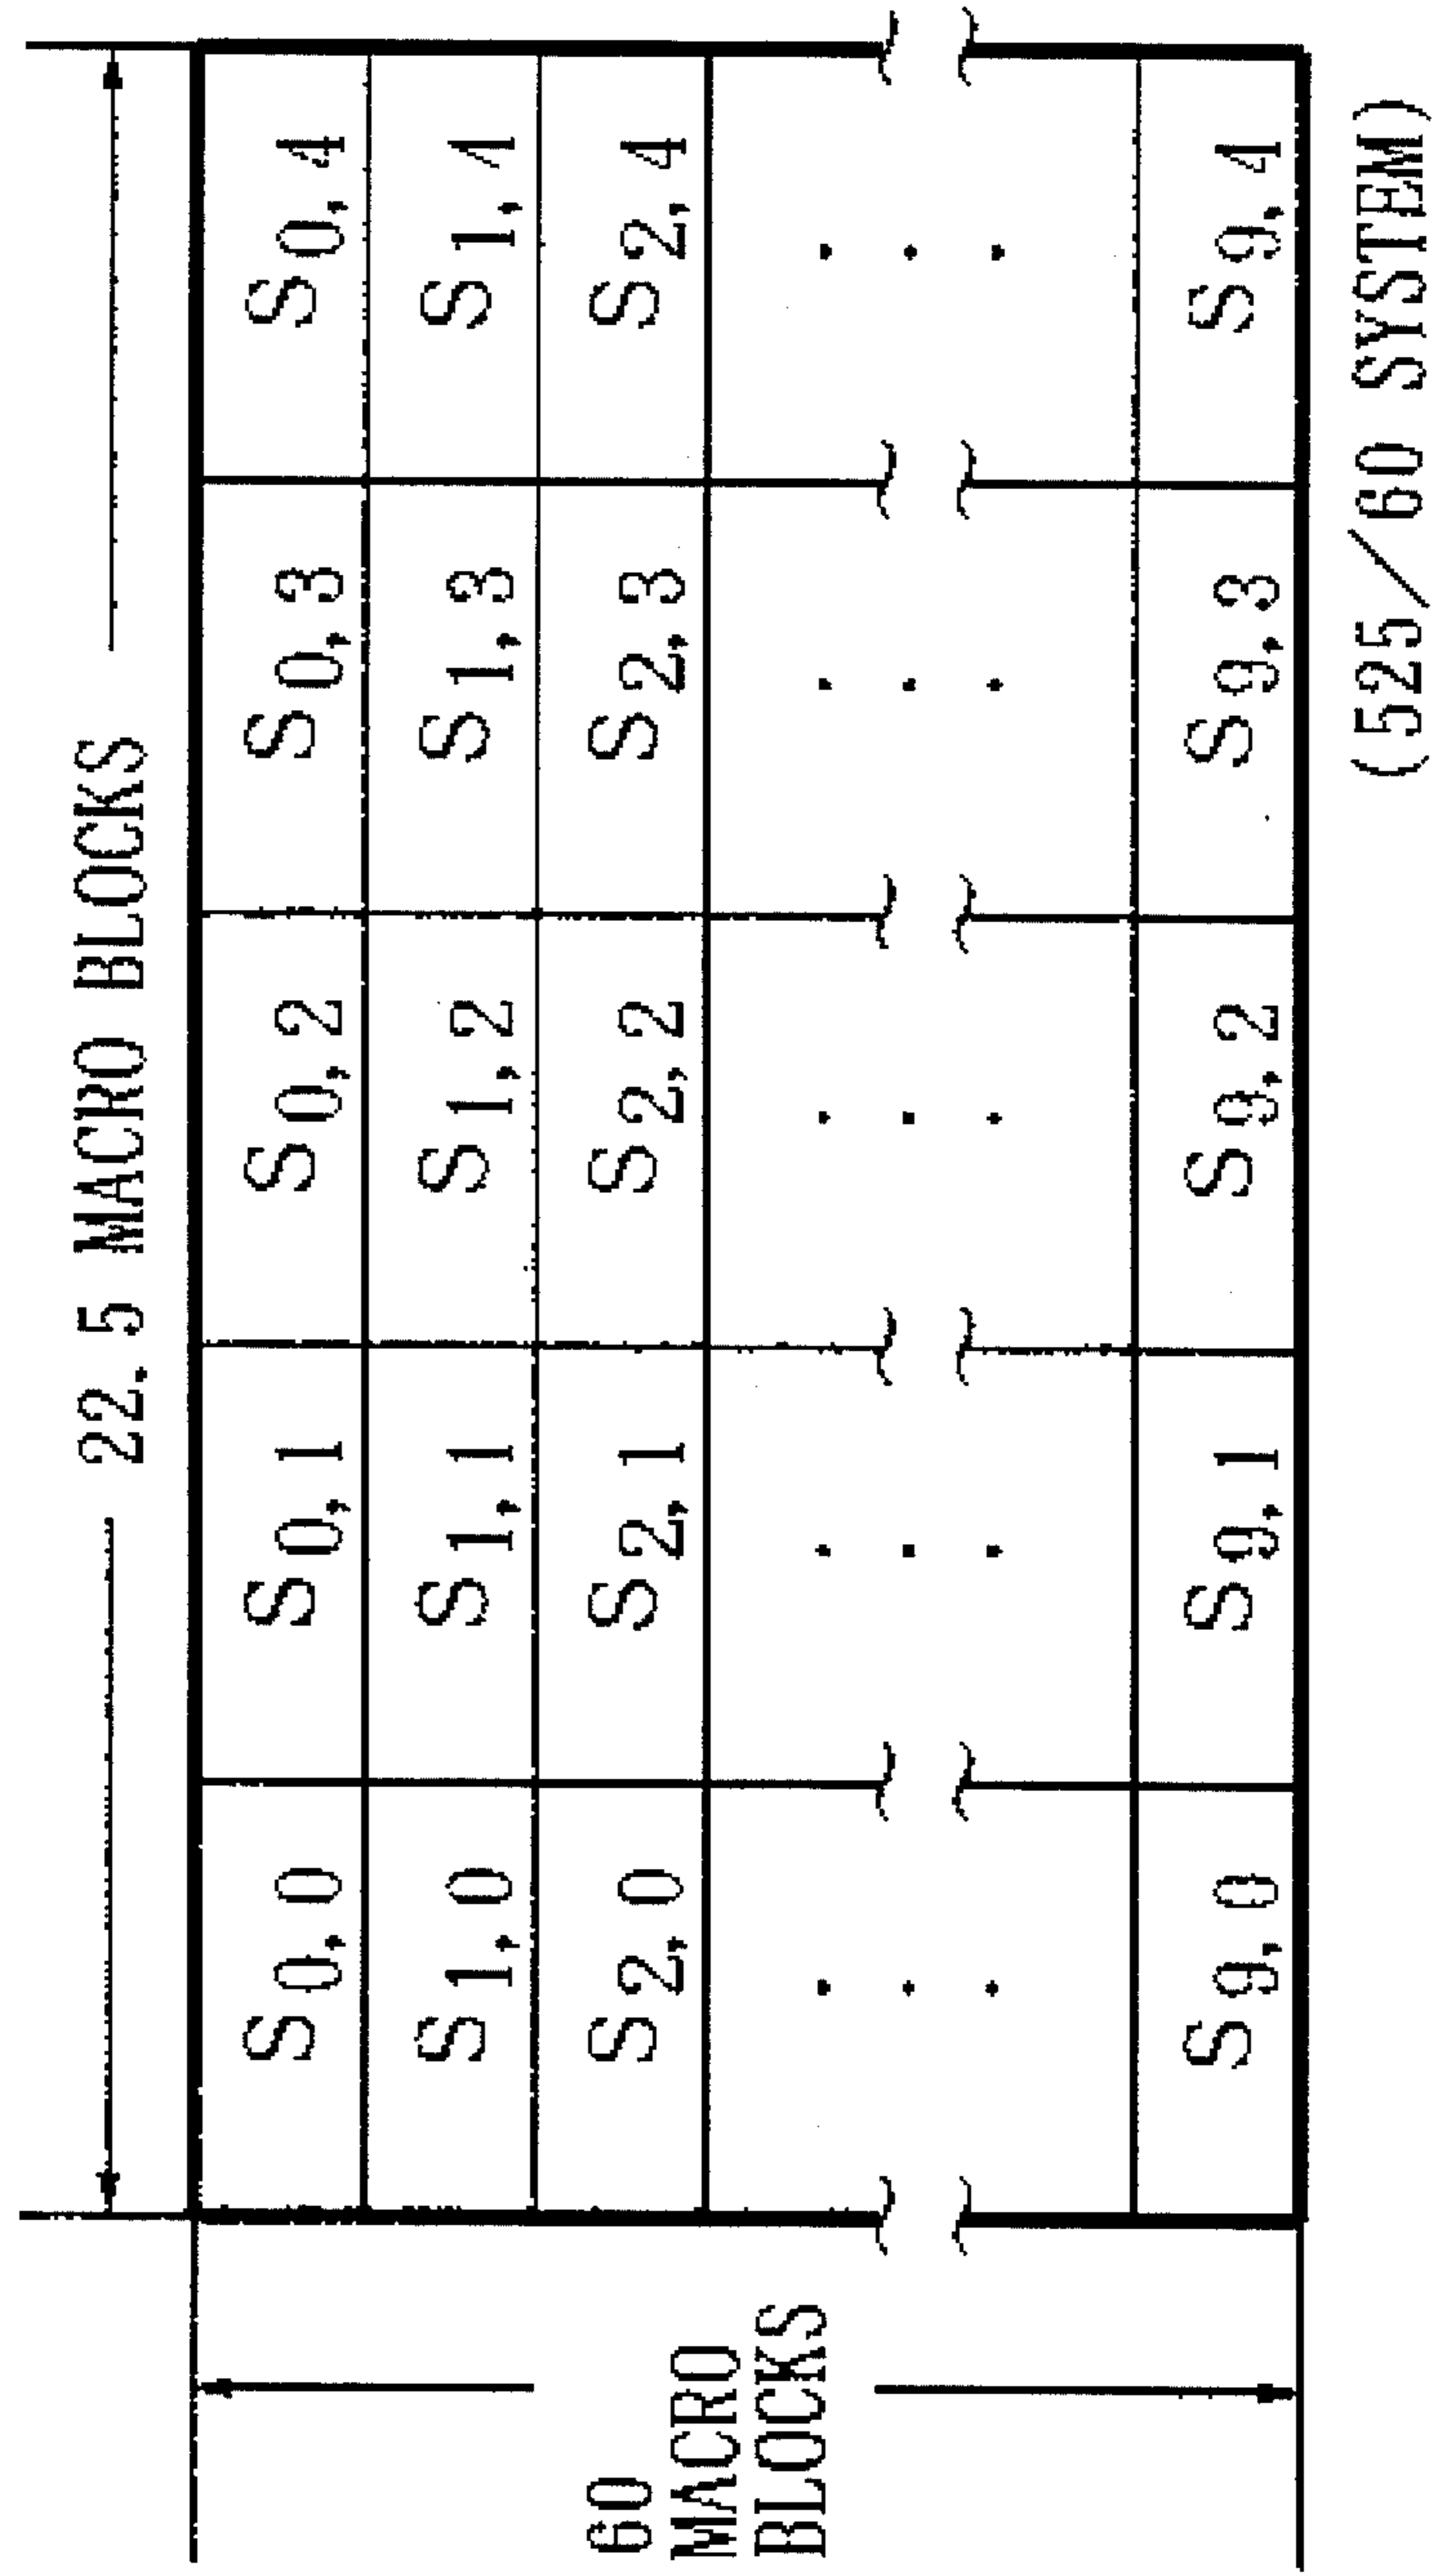 22.5 MACRO BLOCKS
60
MACRO
BLOCKS
S0,0 S0,1 S0,2 S0,3 S0,4
S1,0 S1,1 S1,2 S1,3 S1,4
S2,0 S2,1 S2,2 S2,3 S2,4
. . . . .
. . . . .
. . . . .
S9,0 S9,1 S9,2 S9,3 S9,4
(525/60 SYSTEM)